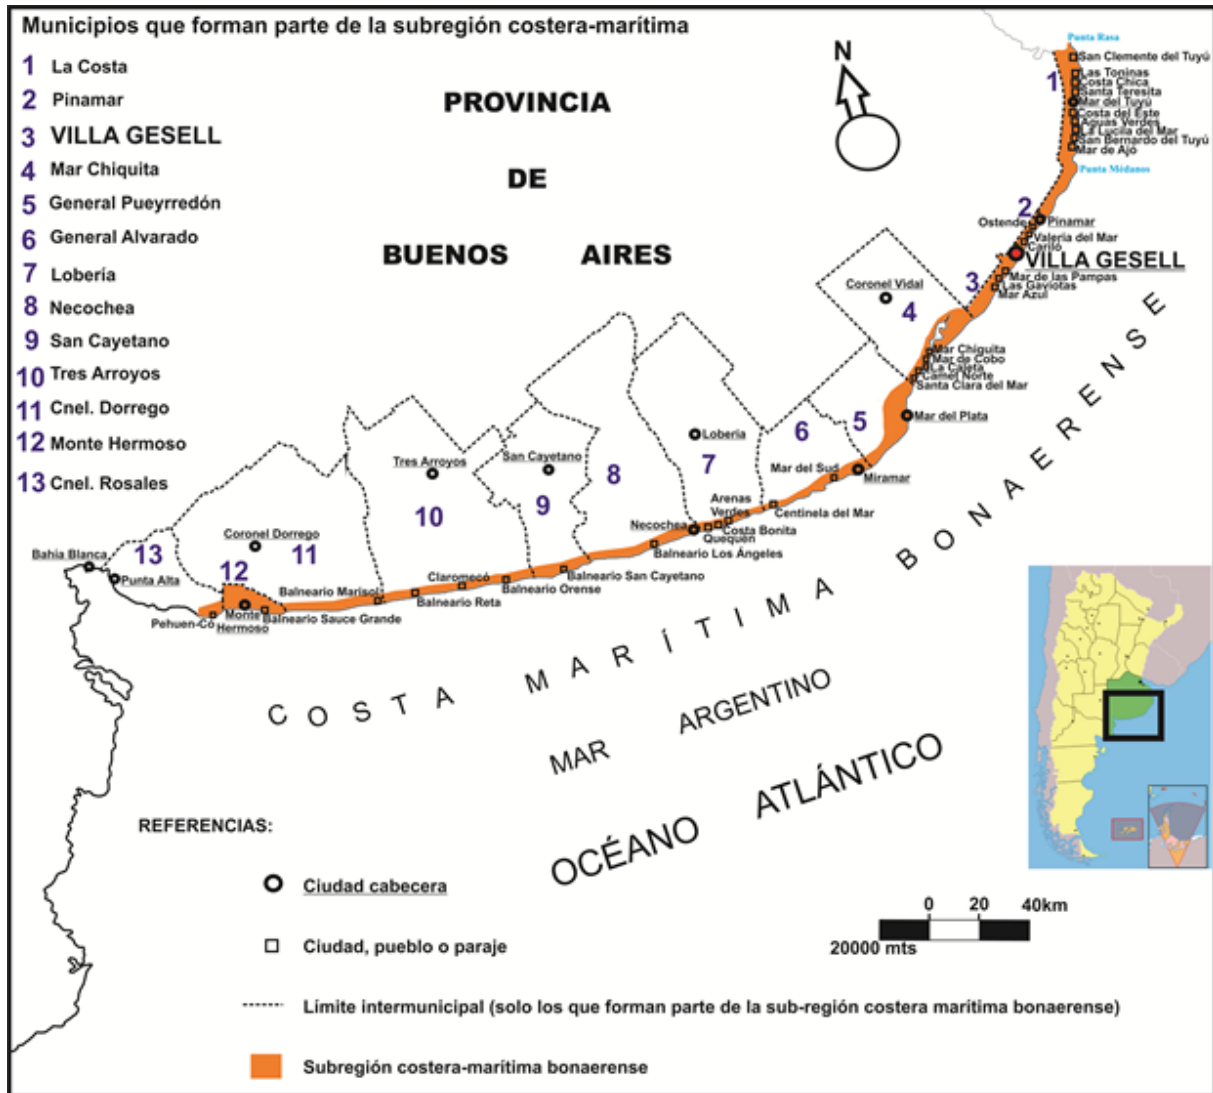 Municipios que forman parte de la subregión costera-marítima
1 La Costa
2 Pinamar
3 VILLA GESELL
4 Mar Chiquita
5 General Pueyrredón
6 General Alvarado
7 Lobería
8 Necochea
9 San Cayetano
10 Tres Arroyos
11 Cnel. Dorrego
12 Monte Hermoso
13 Cnel. Rosales
PROVINCIA
DE
BUENOS AIRES
N
Punta Rasa
San Clemente del Tuyú
1
Las Toninas
Costa Chica
Santa Teresita
Mar del Tuyú
Costa del Este
Aguas Verdes
La Lucila del Mar
San Bernardo del Tuyú
Mar de Ajó
Punta Médanos
2
Ostende
Pinamar
Valeria del Mar
Cariló
VILLA GESELL
3
Mar de las Pampas
Las Gaviotas
Mar Azul
Coronel Vidal
4
Mar Chiquita
Mar de Cobo
La Caleta
Camet Norte
Santa Clara del Mar
5
Mar del Plata
6
Mar del Sud
Miramar
Lobería
7
Arenas
Verdes
Centinela del Mar
Costa Bonita
Quequén
Necochea
8
Balneario Los Ángeles
San Cayetano
9
Balneario San Cayetano
Tres Arroyos
10
Claromecó
Balneario Orense
Balneario Reta
Coronel Dorrego
11
Balneario Marisol
12
Balneario Sauce Grande
Monte
Hermoso
13
Bahía Blanca
Punta Alta
Pehuen-Có
COSTA MARÍTIMA BONAERENSE
MAR ARGENTINO
OCÉANO ATLÁNTICO
REFERENCIAS:
Ciudad cabecera
Ciudad, pueblo o paraje
Límite intermunicipal (solo los que forman parte de la sub-región costera marítima bonaerense)
Subregión costera-marítima bonaerense
0 20 40km
20000 mts